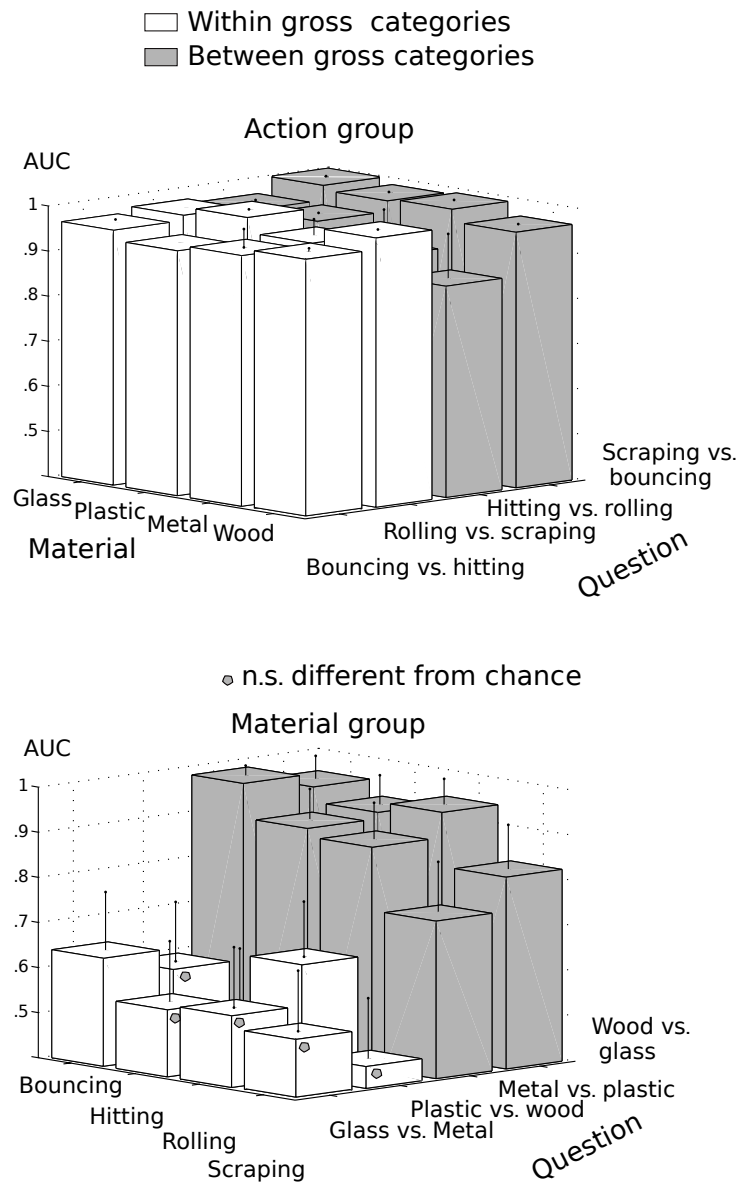 Within gross categories
Between gross categories
Action group
AUC
1
.9
.8
.7
.6
.5
Scraping vs.
bouncing
Glass
Plastic
Metal
Wood
Hitting vs. rolling
Rolling vs. scraping
Material
Bouncing vs. hitting
Question
n.s. different from chance
Material group
AUC
1
.9
.8
.7
.6
.5
Wood vs.
glass
Bouncing
Metal vs. plastic
Hitting
Plastic vs. wood
Glass vs. Metal
Rolling
Scraping
Question